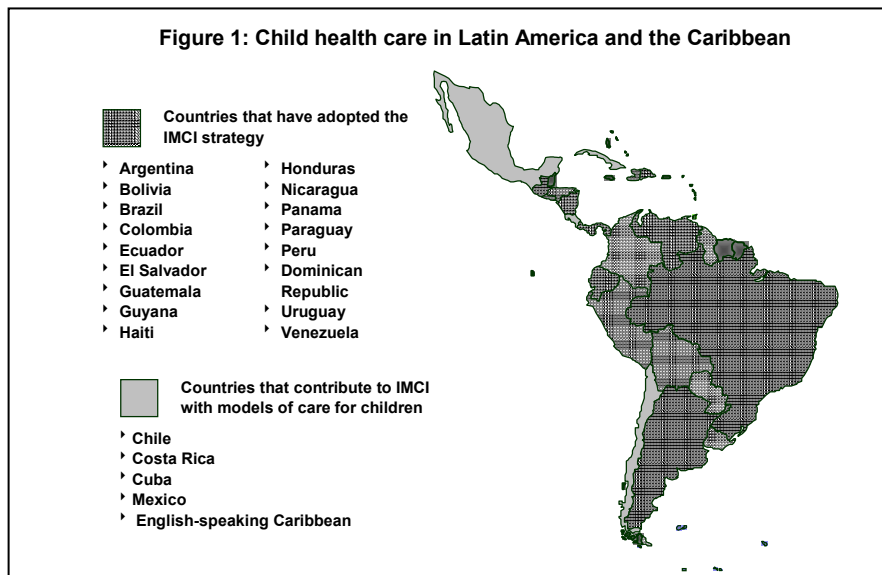 Figure 1: Child health care in Latin America and the Caribbean
Countries that have adopted the
IMCI strategy
Argentina
Bolivia
Brazil
Colombia
Ecuador
El Salvador
Guatemala
Guyana
Haiti
Honduras
Nicaragua
Panama
Paraguay
Peru
Dominican
Republic
Uruguay
Venezuela
Countries that contribute to IMCI
with models of care for children
Chile
Costa Rica
Cuba
Mexico
English-speaking Caribbean